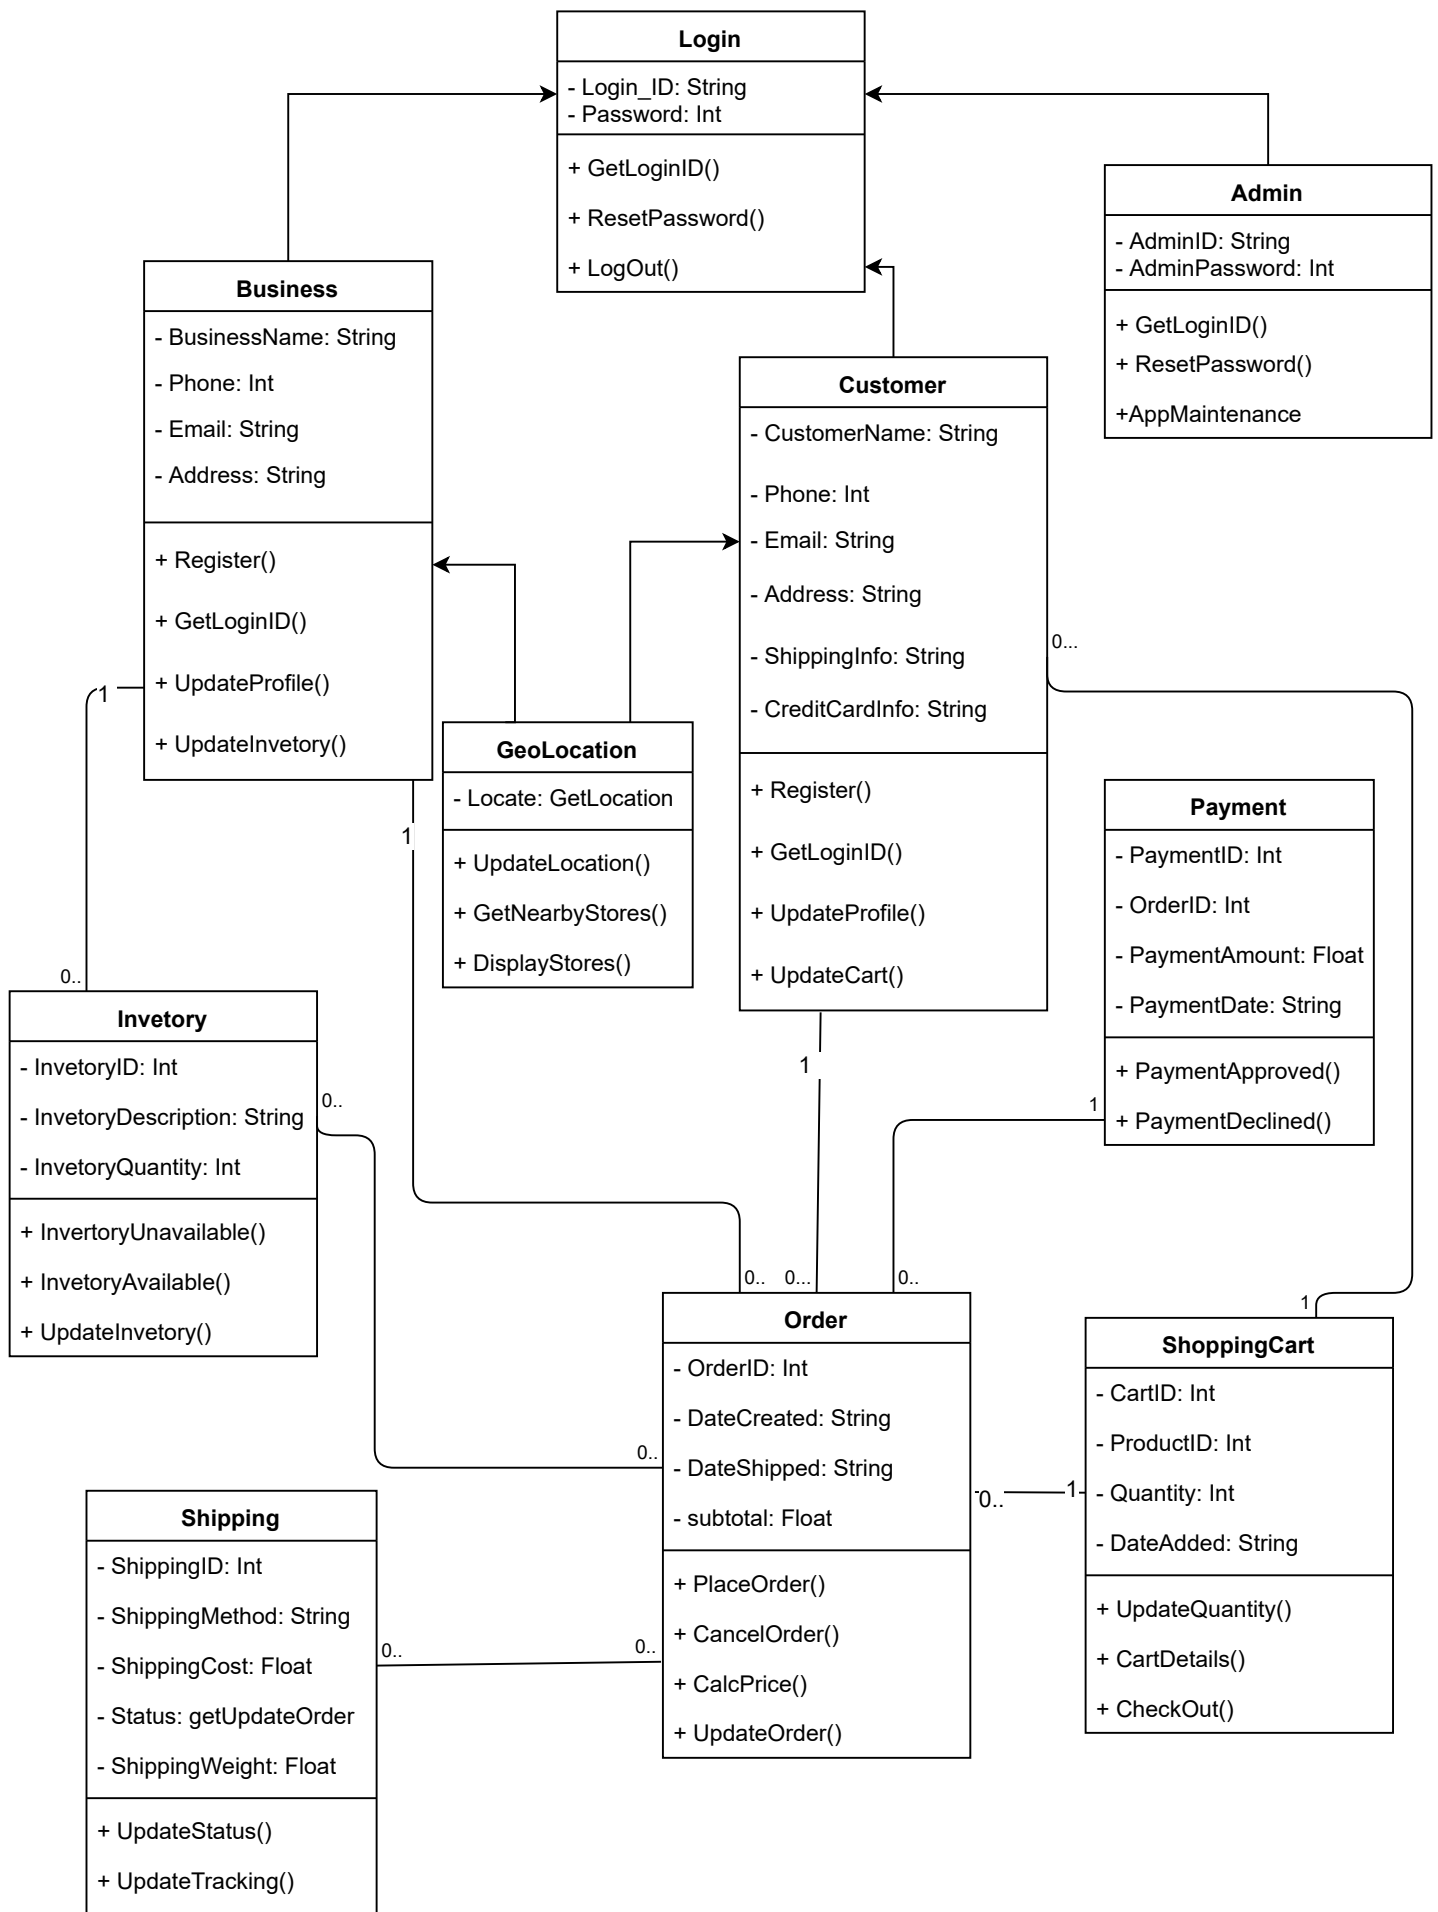 Login
- Login_ID: String
- Password: Int
+ GetLoginID()
+ ResetPassword()
+ LogOut()
Admin
- AdminID: String
- AdminPassword: Int
+ GetLoginID()
+ ResetPassword()
+AppMaintenance
Business
- BusinessName: String
- Phone: Int
- Email: String
- Address: String
+ Register()
+ GetLoginID()
+ UpdateProfile()
+ UpdateInvetory()
Customer
- CustomerName: String
- Phone: Int
- Email: String
- Address: String
- ShippingInfo: String
- CreditCardInfo: String
+ Register()
+ GetLoginID()
+ UpdateProfile()
+ UpdateCart()
0...
1
1
GeoLocation
- Locate: GetLocation
+ UpdateLocation()
+ GetNearbyStores()
+ DisplayStores()
Payment
- PaymentID: Int
- OrderID: Int
- PaymentAmount: Float
- PaymentDate: String
+ PaymentApproved()
+ PaymentDeclined()
0..
Invetory
- InvetoryID: Int
- InvetoryDescription: String
- InvetoryQuantity: Int
+ InvertoryUnavailable()
+ InvetoryAvailable()
+ UpdateInvetory()
0..
1
1
0..
0...
0..
1
Order
- OrderID: Int
- DateCreated: String
- DateShipped: String
- subtotal: Float
+ PlaceOrder()
+ CancelOrder()
+ CalcPrice()
+ UpdateOrder()
0..
0..
1
ShoppingCart
- CartID: Int
- ProductID: Int
- Quantity: Int
- DateAdded: String
+ UpdateQuantity()
+ CartDetails()
+ CheckOut()
Shipping
- ShippingID: Int
- ShippingMethod: String
- ShippingCost: Float
- Status: getUpdateOrder
- ShippingWeight: Float
+ UpdateStatus()
+ UpdateTracking()
0..
0..